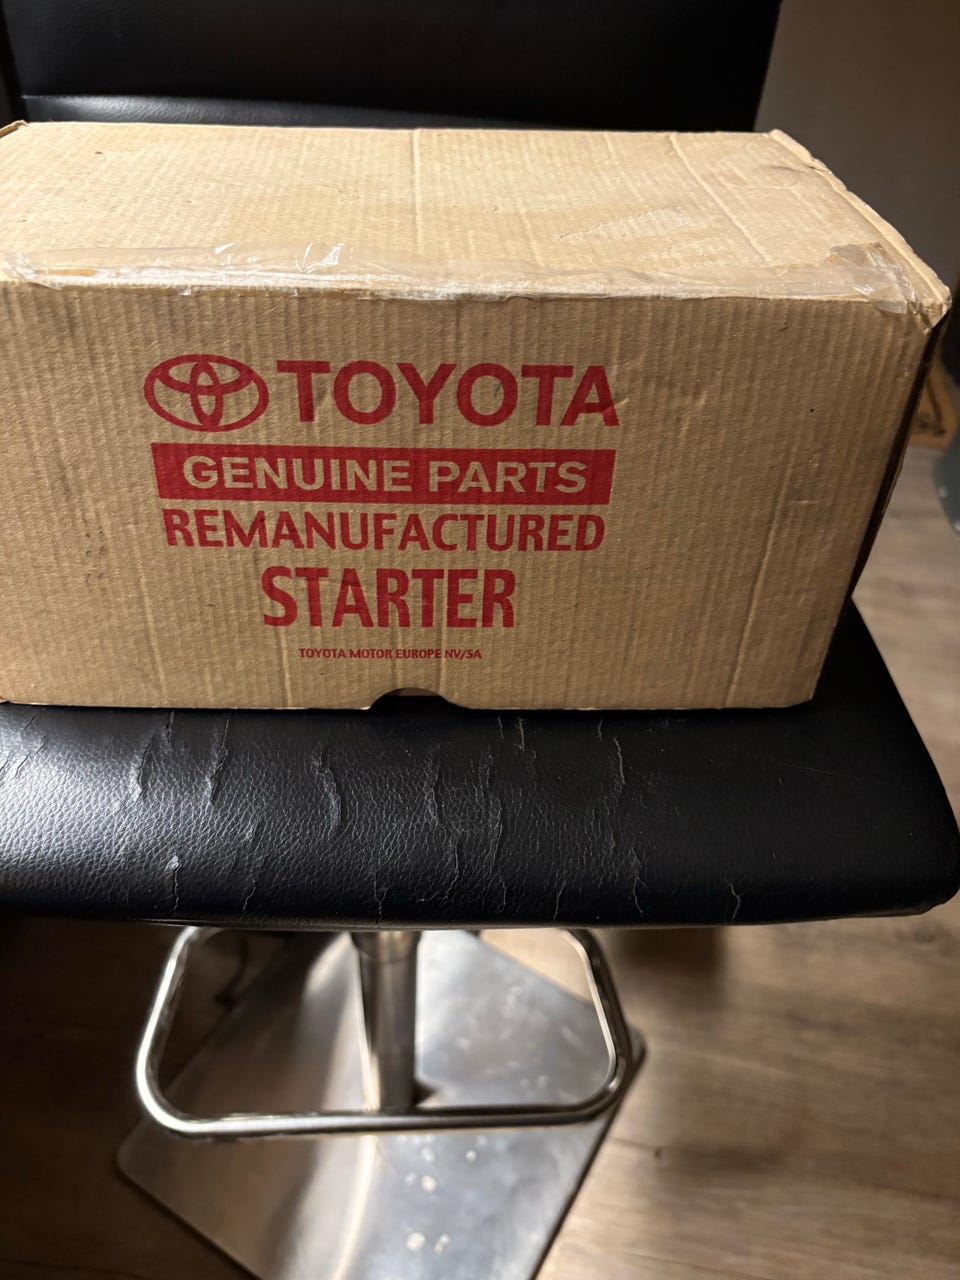 TOYOTA
GENUINE PARTS
REMANUFACTURED
STARTER
TOYOTA MOTOR EUROPE NV/SA